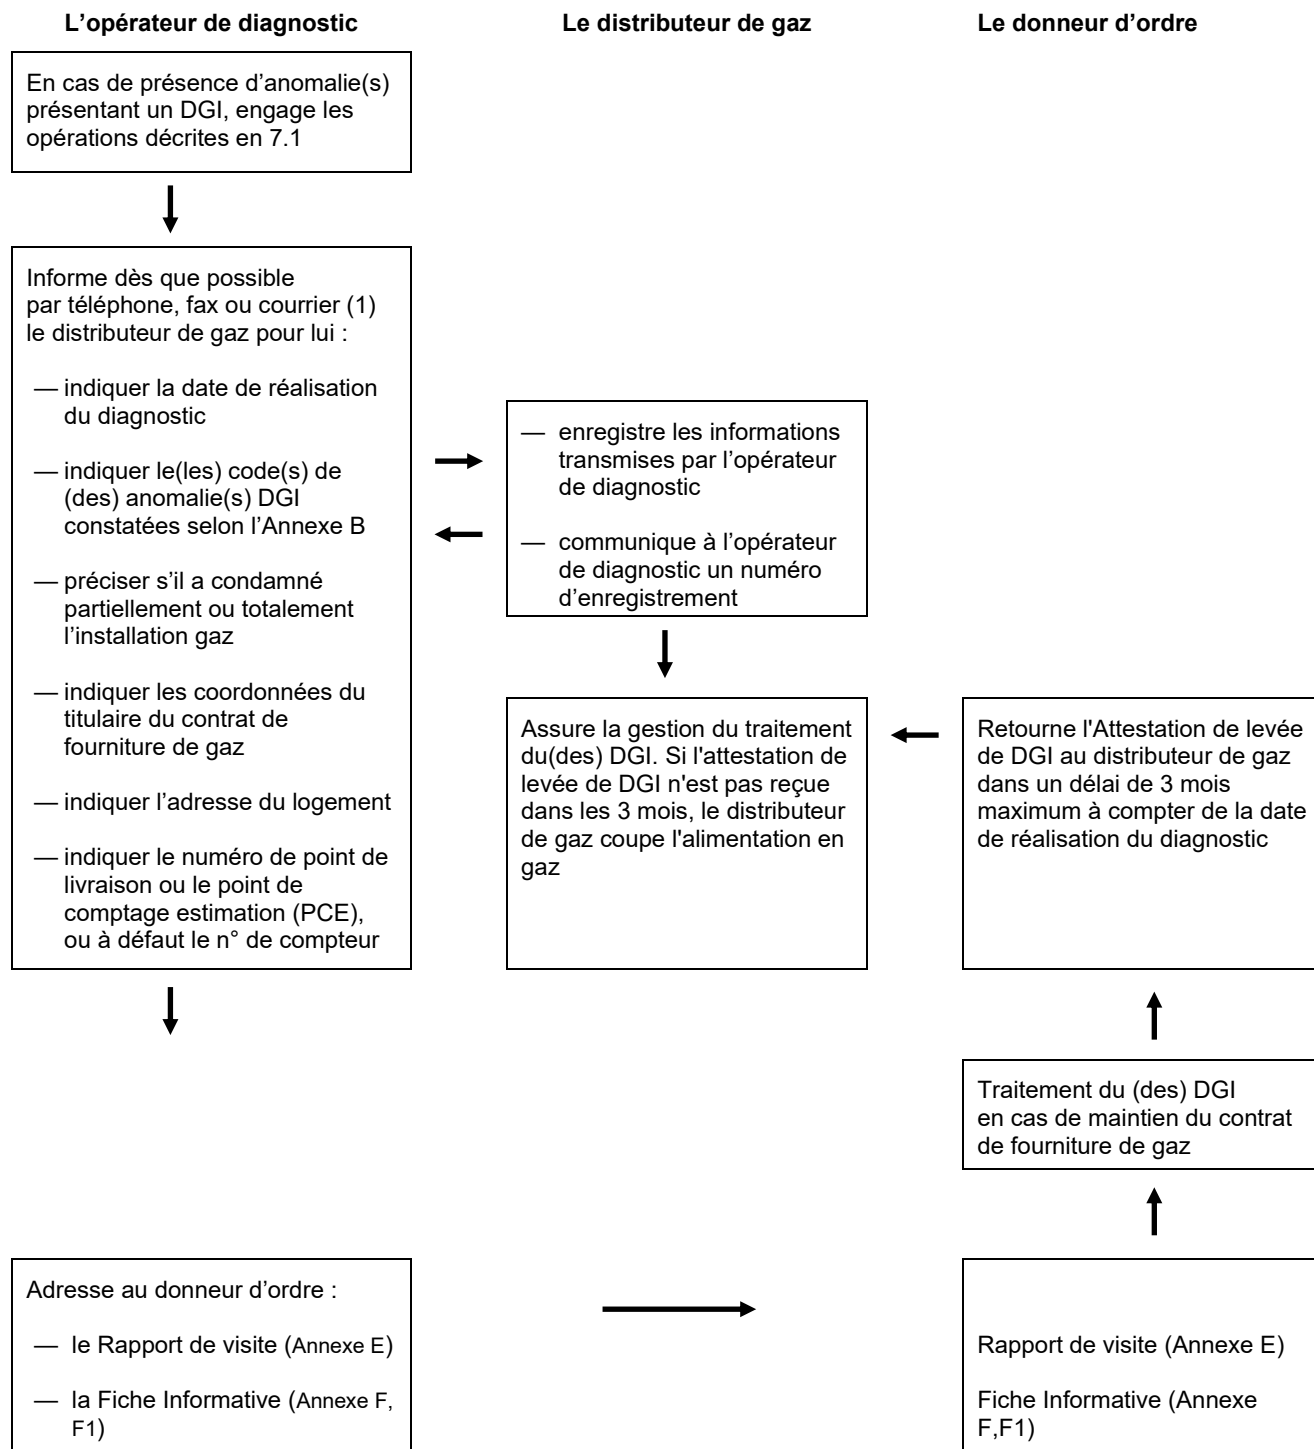 L’opérateur de diagnostic
Le distributeur de gaz
Le donneur d’ordre
En cas de présence d’anomalie(s)
présentant un DGI, engage les
opérations décrites en 7.1
Informe dès que possible
par téléphone, fax ou courrier (1)
le distributeur de gaz pour lui :
— indiquer la date de réalisation
du diagnostic
— indiquer le(les) code(s) de
(des) anomalie(s) DGI
constatées selon l’Annexe B
— préciser s’il a condamné
partiellement ou totalement
l’installation gaz
— indiquer les coordonnées du
titulaire du contrat de
fourniture de gaz
— indiquer l’adresse du logement
— indiquer le numéro de point de
livraison ou le point de
comptage estimation (PCE),
ou à défaut le n° de compteur
— enregistre les informations
transmises par l’opérateur
de diagnostic
— communique à l’opérateur
de diagnostic un numéro
d’enregistrement
Assure la gestion du traitement
du(des) DGI. Si l'attestation de
levée de DGI n'est pas reçue
dans les 3 mois, le distributeur
de gaz coupe l'alimentation en
gaz
Retourne l'Attestation de levée
de DGI au distributeur de gaz
dans un délai de 3 mois
maximum à compter de la date
de réalisation du diagnostic
Traitement du (des) DGI
en cas de maintien du contrat
de fourniture de gaz
Adresse au donneur d’ordre :
— le Rapport de visite (Annexe E)
— la Fiche Informative (Annexe F,
F1)
Rapport de visite (Annexe E)
Fiche Informative (Annexe
F,F1)